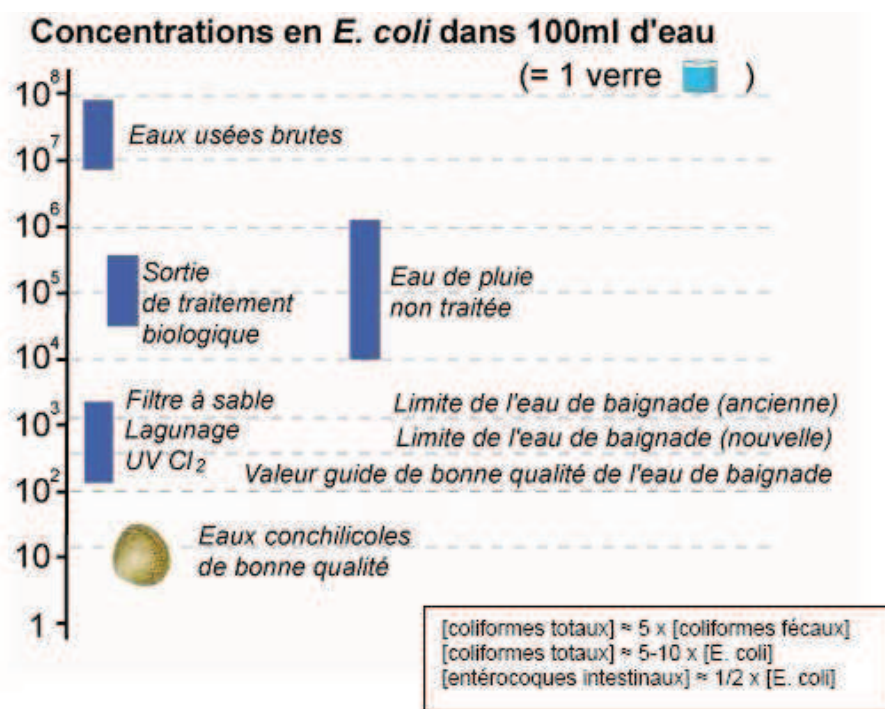 Concentrations en E. coli dans 100ml d'eau
(= 1 verre )
10⁸
Eaux usées brutes
10⁷
10⁶
Sortie
de traitement
biologique
Eau de pluie
non traitée
10⁵
10⁴
Filtre à sable
Lagunage
UV Cl₂
Limite de l'eau de baignade (ancienne)
10³
Limite de l'eau de baignade (nouvelle)
Valeur guide de bonne qualité de l'eau de baignade
10²
Eaux conchilicoles
de bonne qualité
10
1
[coliformes totaux] ≈ 5 x [coliformes fécaux]
[coliformes totaux] ≈ 5-10 x [E. coli]
[entérocoques intestinaux] ≈ 1/2 x [E. coli]